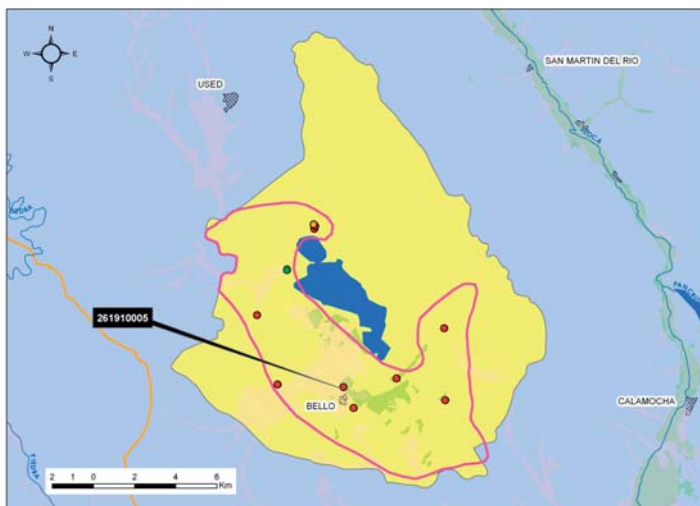 N
W E
S
USED
SAN MARTIN DEL RIO
261910005
BELLO
CALAMOCHA
2 1 0 2 4 6
Km